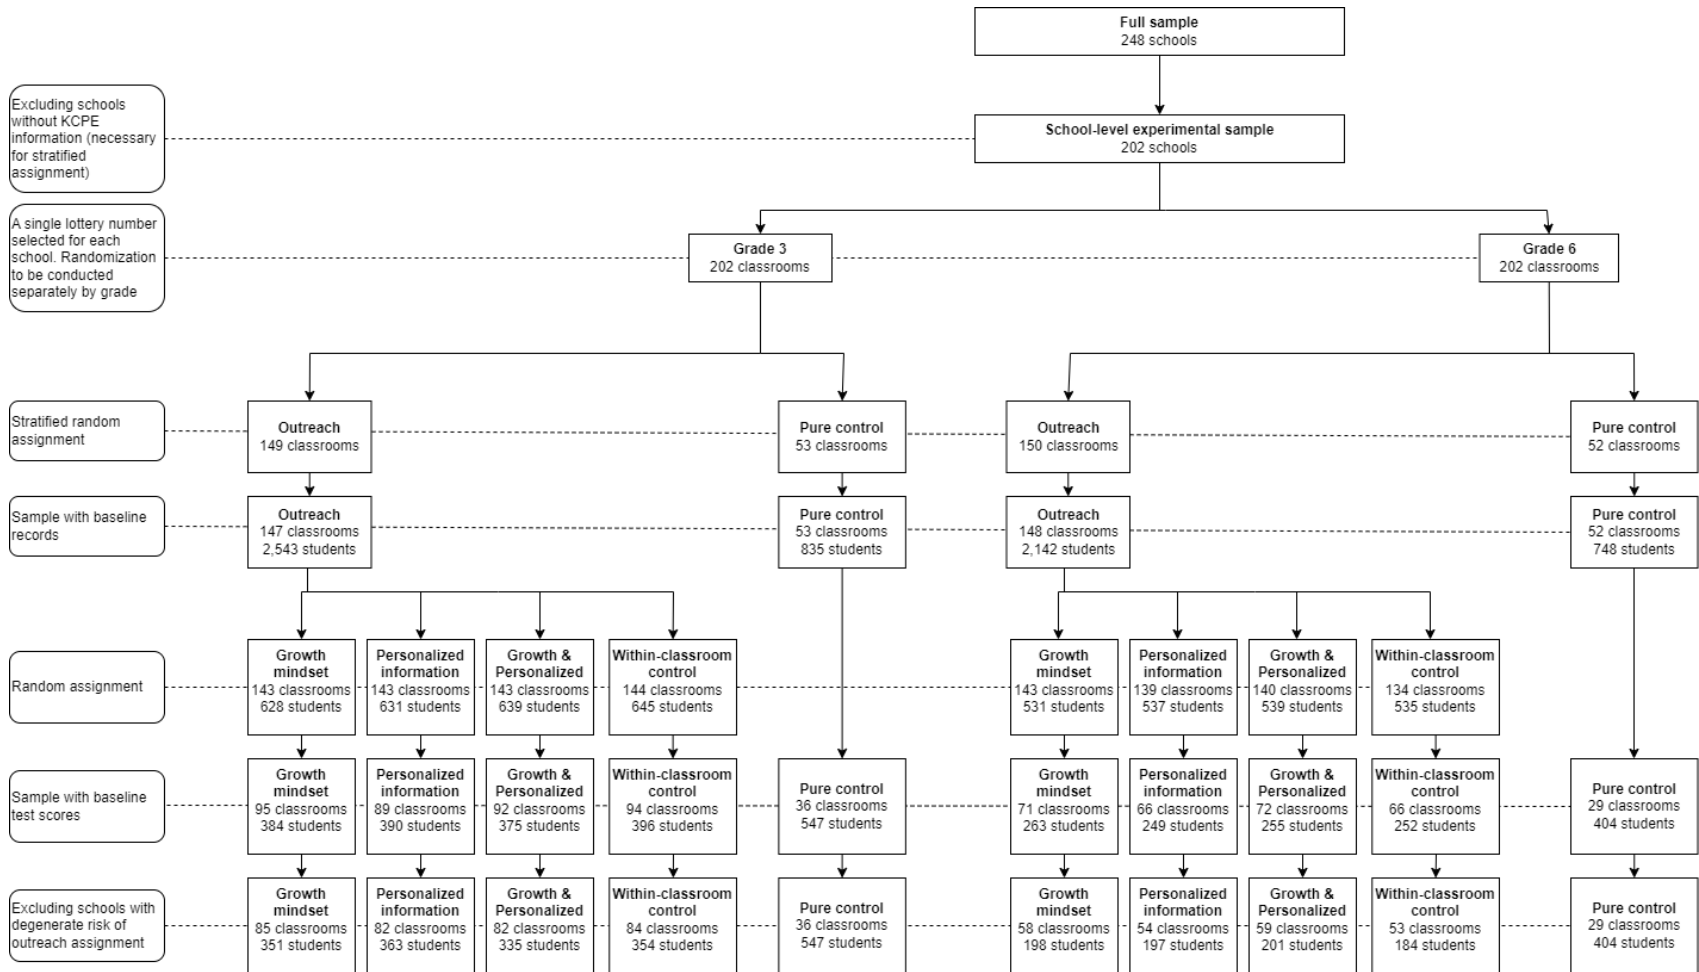 Full sample
248 schools
Excluding schools
without KCPE
information (necessary
for stratified
assignment)
School-level experimental sample
202 schools
A single lottery number
selected for each
school. Randomization
to be conducted
separately by grade
Grade 3
202 classrooms
Grade 6
202 classrooms
Stratified random
assignment
Outreach
149 classrooms
Pure control
53 classrooms
Outreach
150 classrooms
Pure control
52 classrooms
Sample with baseline
records
Outreach
147 classrooms
2,543 students
Pure control
53 classrooms
835 students
Outreach
148 classrooms
2,142 students
Pure control
52 classrooms
748 students
Random assignment
Growth
mindset
143 classrooms
628 students
Personalized
information
143 classrooms
631 students
Growth &
Personalized
143 classrooms
639 students
Within-classroom
control
144 classrooms
645 students
Growth
mindset
143 classrooms
531 students
Personalized
information
139 classrooms
537 students
Growth &
Personalized
140 classrooms
539 students
Within-classroom
control
134 classrooms
535 students
Sample with baseline
test scores
Growth
mindset
95 classrooms
384 students
Personalized
information
89 classrooms
390 students
Growth &
Personalized
92 classrooms
375 students
Within-classroom
control
94 classrooms
396 students
Pure control
36 classrooms
547 students
Growth
mindset
71 classrooms
263 students
Personalized
information
66 classrooms
249 students
Growth &
Personalized
72 classrooms
255 students
Within-classroom
control
66 classrooms
252 students
Pure control
29 classrooms
404 students
Excluding schools with
degenerate risk of
outreach assignment
Growth
mindset
85 classrooms
351 students
Personalized
information
82 classrooms
363 students
Growth &
Personalized
82 classrooms
335 students
Within-classroom
control
84 classrooms
354 students
Pure control
36 classrooms
547 students
Growth
mindset
58 classrooms
198 students
Personalized
information
54 classrooms
197 students
Growth &
Personalized
59 classrooms
201 students
Within-classroom
control
53 classrooms
184 students
Pure control
29 classrooms
404 students